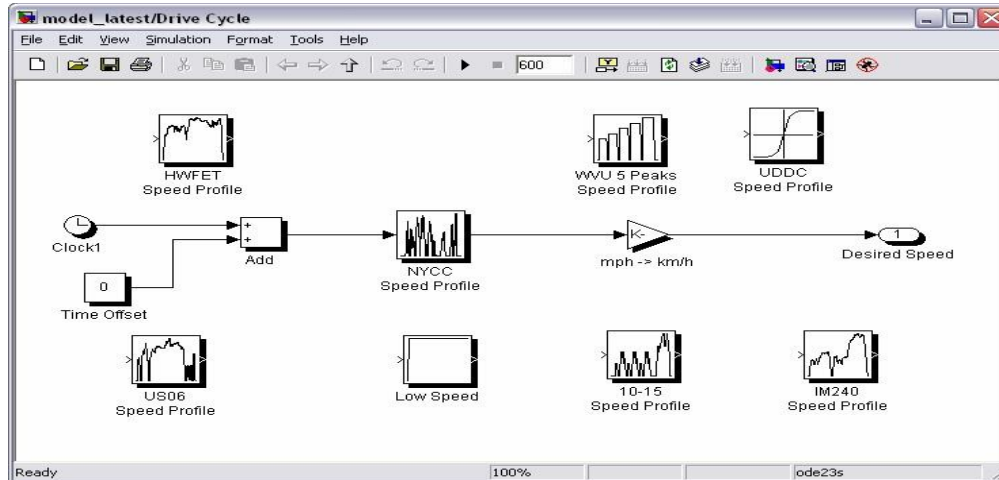 model_latest/Drive Cycle
File Edit View Simulation Format Tools Help
600
HWFET
Speed Profile
WVU 5 Peaks
Speed Profile
UDDC
Speed Profile
Clock1
+
+
Add
NYCC
Speed Profile
K-
mph -> km/h
1
Desired Speed
0
Time Offset
US06
Speed Profile
Low Speed
10-15
Speed Profile
IM240
Speed Profile
Ready 100% ode23s